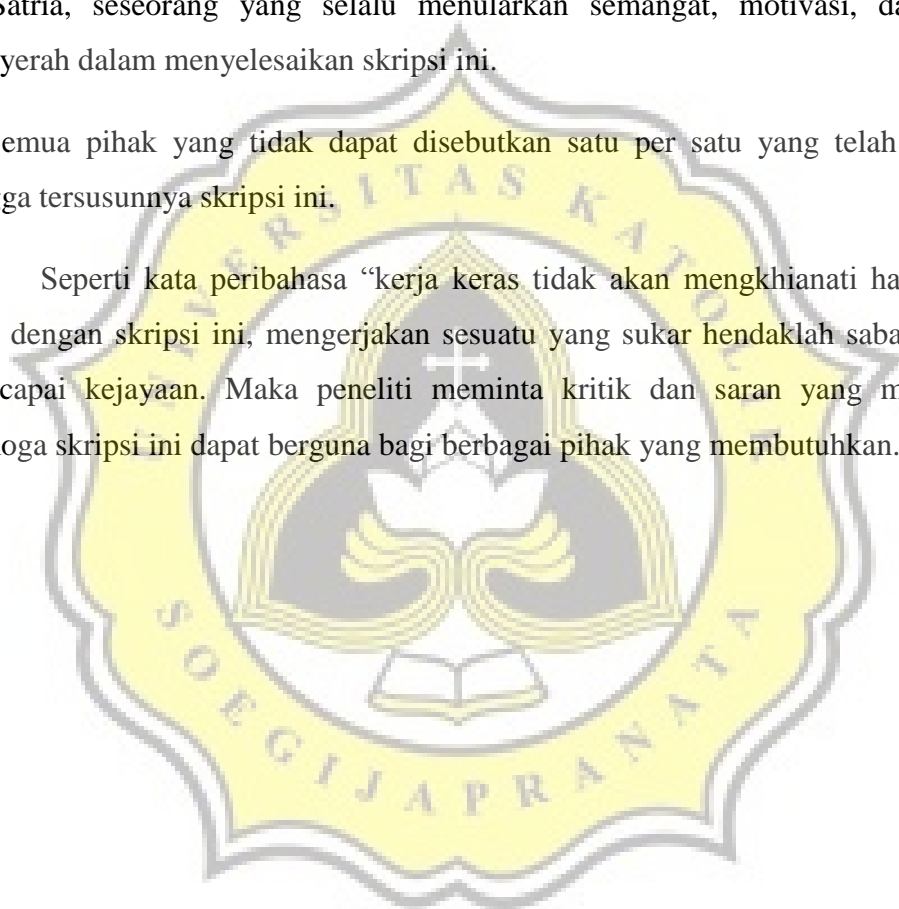 Satria, seseorang yang selalu menularkan semangat, motivasi, da
yerah dalam menyelesaikan skripsi ini.
emua pihak yang tidak dapat disebutkan satu per satu yang telah
ga tersusunnya skripsi ini.
Seperti kata peribahasa “kerja keras tidak akan mengkhianati ha
dengan skripsi ini, mengerjakan sesuatu yang sukar hendaklah saba
capai kejayaan. Maka peneliti meminta kritik dan saran yang m
oga skripsi ini dapat berguna bagi berbagai pihak yang membutuhkan.
UNIVERSITAS KATOLIK
SOEGIJAPRANATA